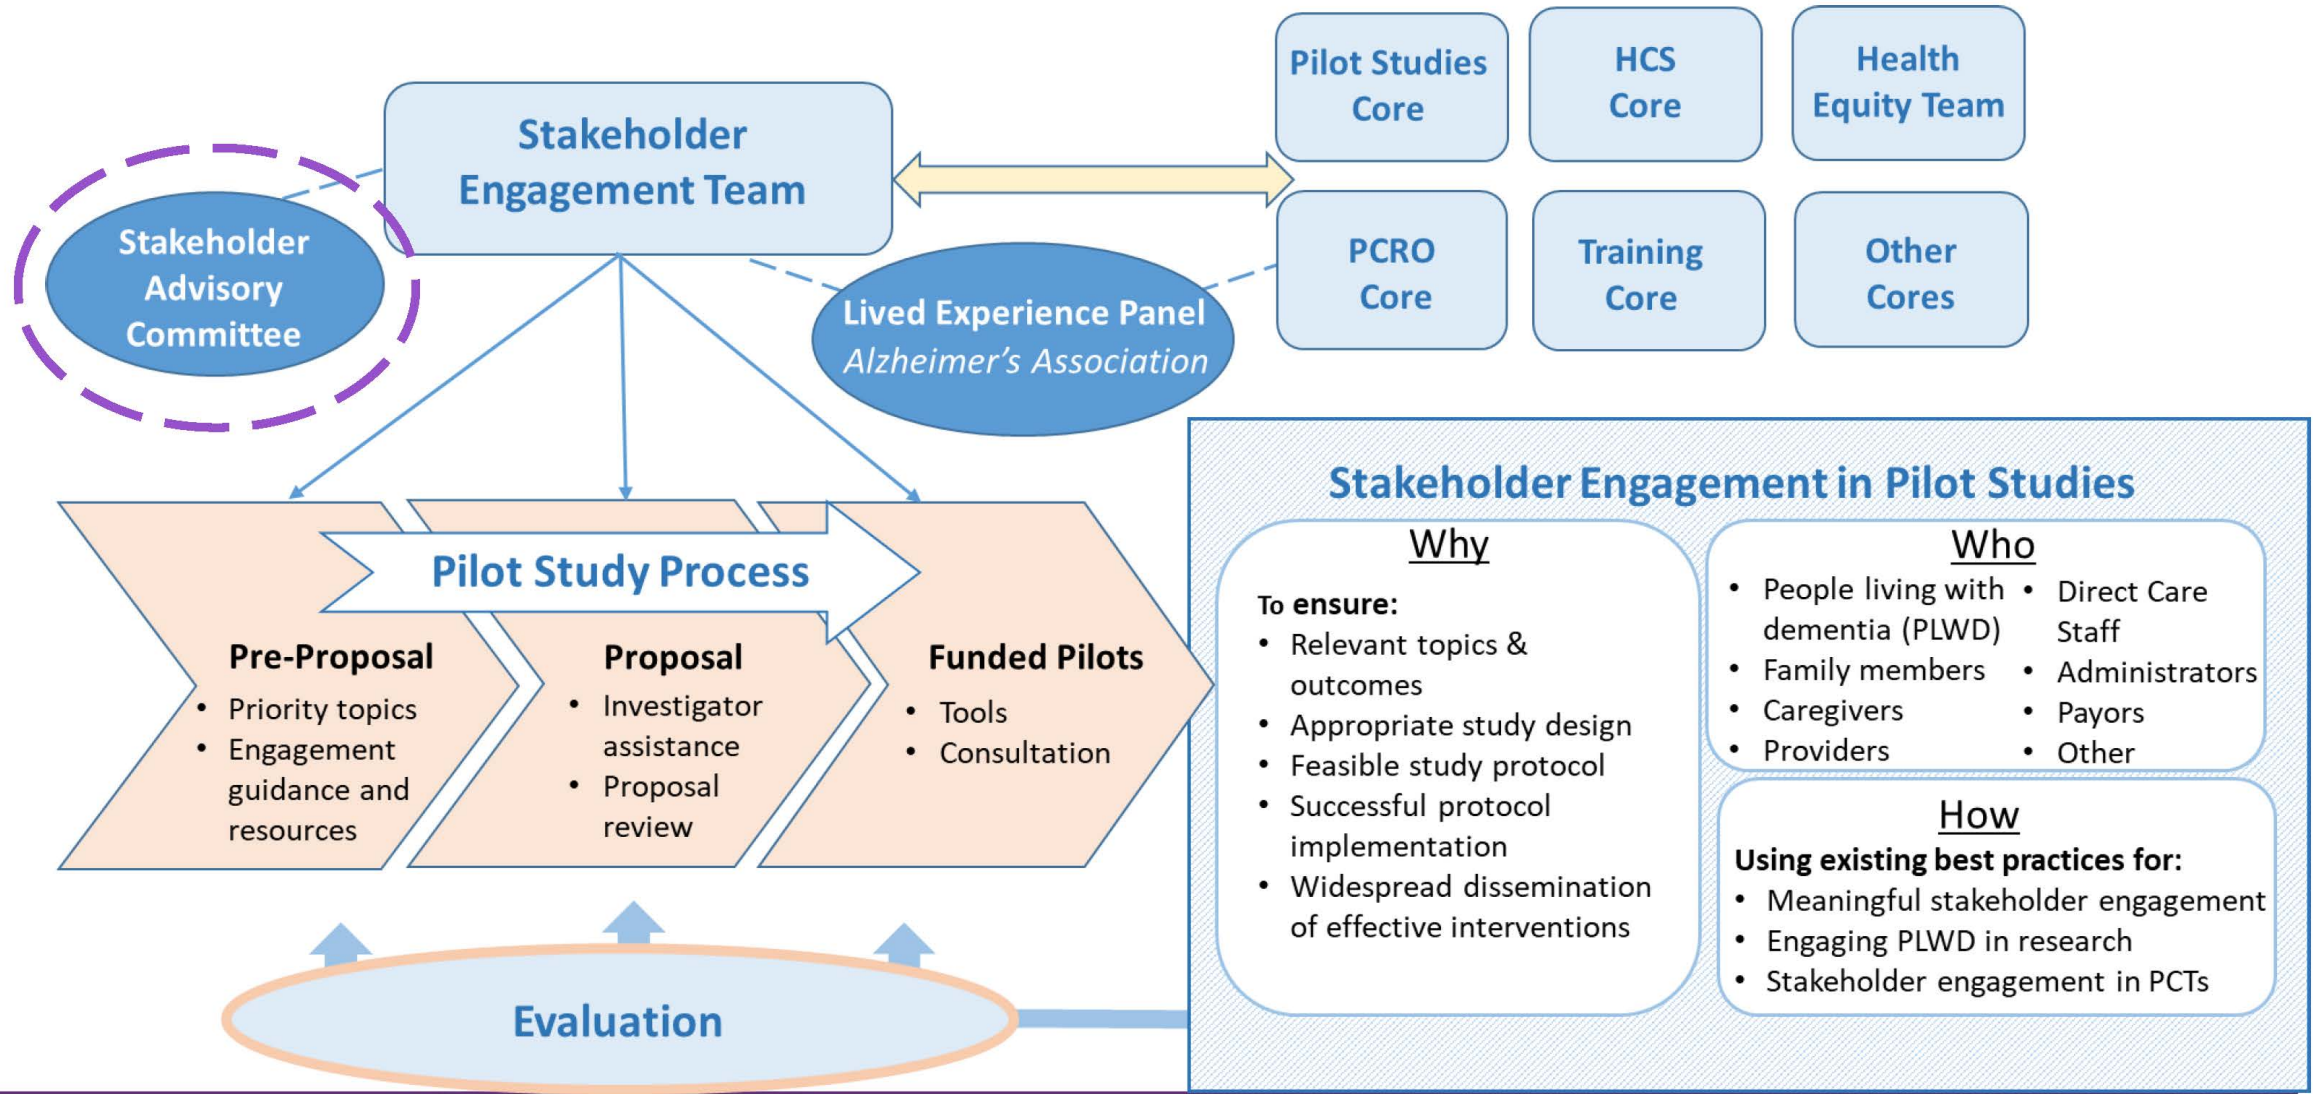 Stakeholder
Engagement Team
Stakeholder
Advisory
Committee
Lived Experience Panel
Alzheimer's Association
Pilot Studies
Core
HCS
Core
Health
Equity Team
PCRO
Core
Training
Core
Other
Cores
Pilot Study Process
Pre-Proposal
• Priority topics
• Engagement
guidance and
resources
Proposal
• Investigator
assistance
• Proposal
review
Funded Pilots
• Tools
• Consultation
Evaluation
Stakeholder Engagement in Pilot Studies
Why
To ensure:
• Relevant topics &
outcomes
• Appropriate study design
• Feasible study protocol
• Successful protocol
implementation
• Widespread dissemination
of effective interventions
Who
• People living with
dementia (PLWD)
• Family members
• Caregivers
• Providers
• Direct Care
Staff
• Administrators
• Payors
• Other
How
Using existing best practices for:
• Meaningful stakeholder engagement
• Engaging PLWD in research
• Stakeholder engagement in PCTs